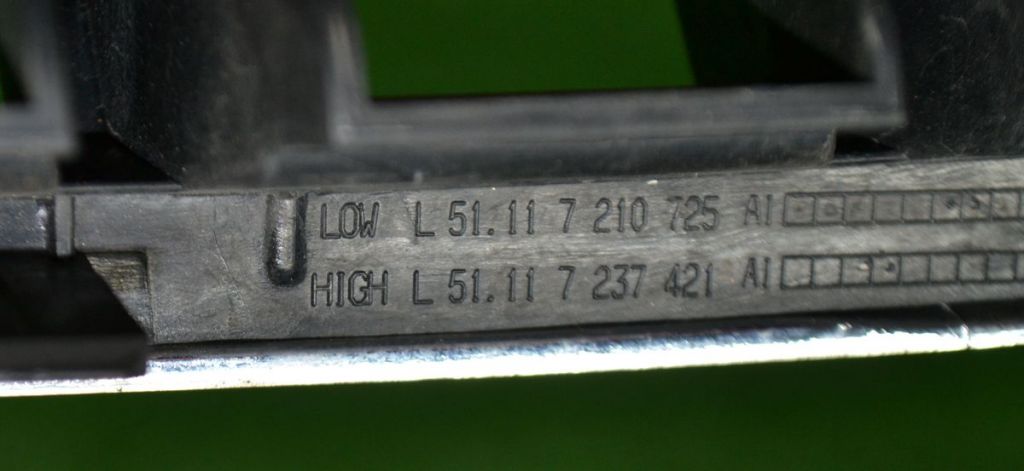 LOW L 51.11 7 210 725 AI
HIGH L 51.11 7 237 421 AI